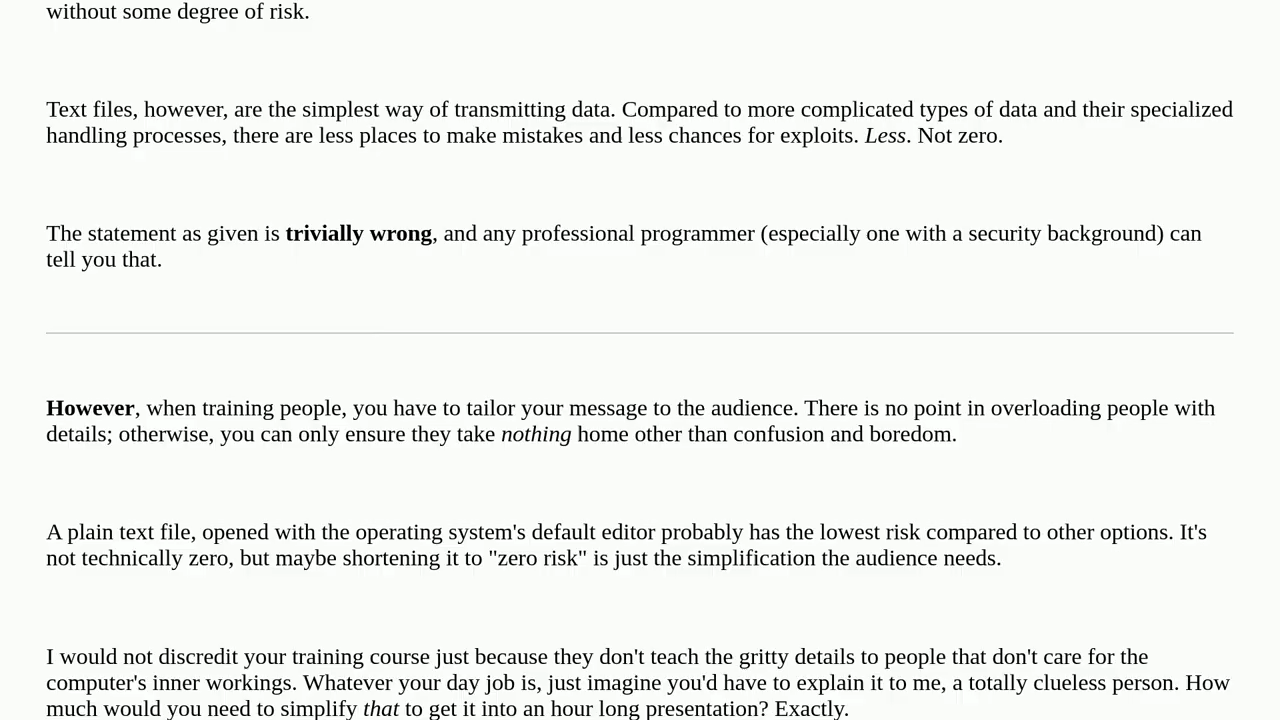 without some degree of risk.
Text files, however, are the simplest way of transmitting data. Compared to more complicated types of data and their specialized
handling processes, there are less places to make mistakes and less chances for exploits. Less. Not zero.
The statement as given is trivially wrong, and any professional programmer (especially one with a security background) can
tell you that.
However, when training people, you have to tailor your message to the audience. There is no point in overloading people with
details; otherwise, you can only ensure they take nothing home other than confusion and boredom.
A plain text file, opened with the operating system's default editor probably has the lowest risk compared to other options. It's
not technically zero, but maybe shortening it to "zero risk" is just the simplification the audience needs.
I would not discredit your training course just because they don't teach the gritty details to people that don't care for the
computer's inner workings. Whatever your day job is, just imagine you'd have to explain it to me, a totally clueless person. How
much would you need to simplify that to get it into an hour long presentation? Exactly.